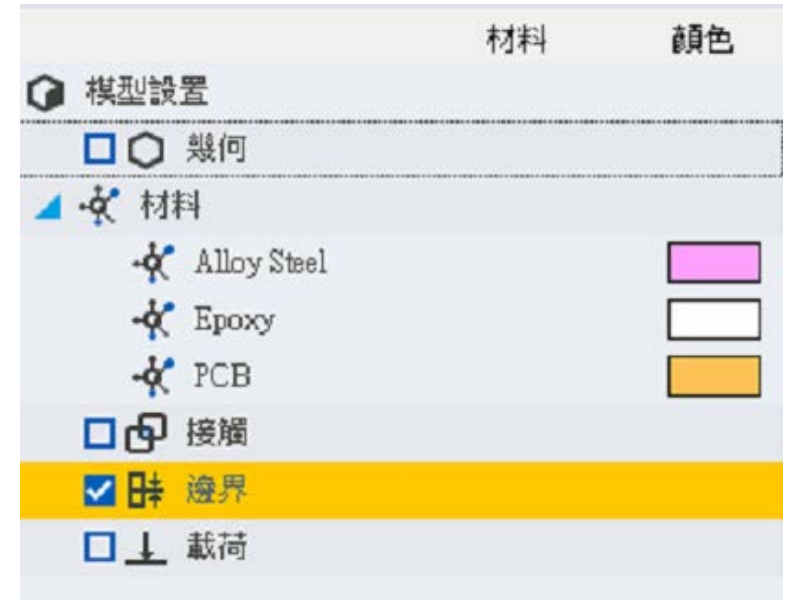 材料 顏色
模型設置
幾何
材料
Alloy Steel
Epoxy
PCB
接觸
邊界
載荷